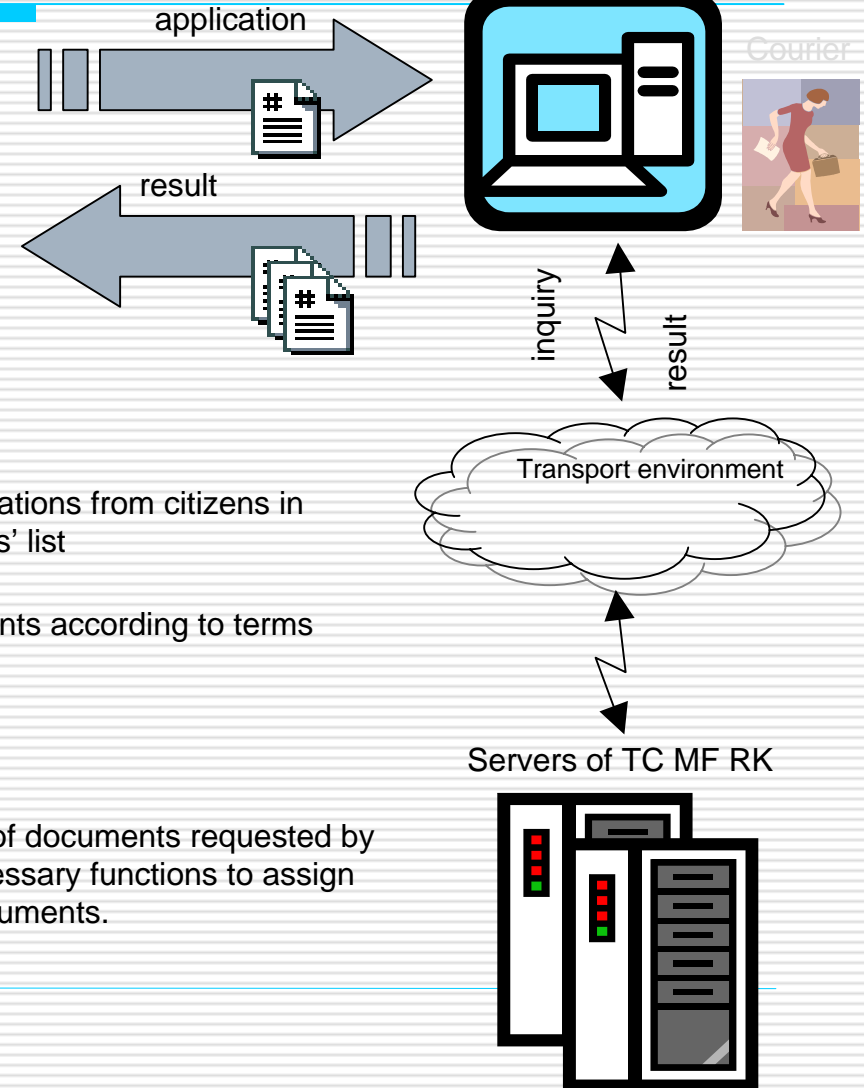 application
Courier
result
inquiry
result
Transport environment
ations from citizens in
s’ list
nts according to terms
Servers of TC MF RK
of documents requested by
essary functions to assign
uments.